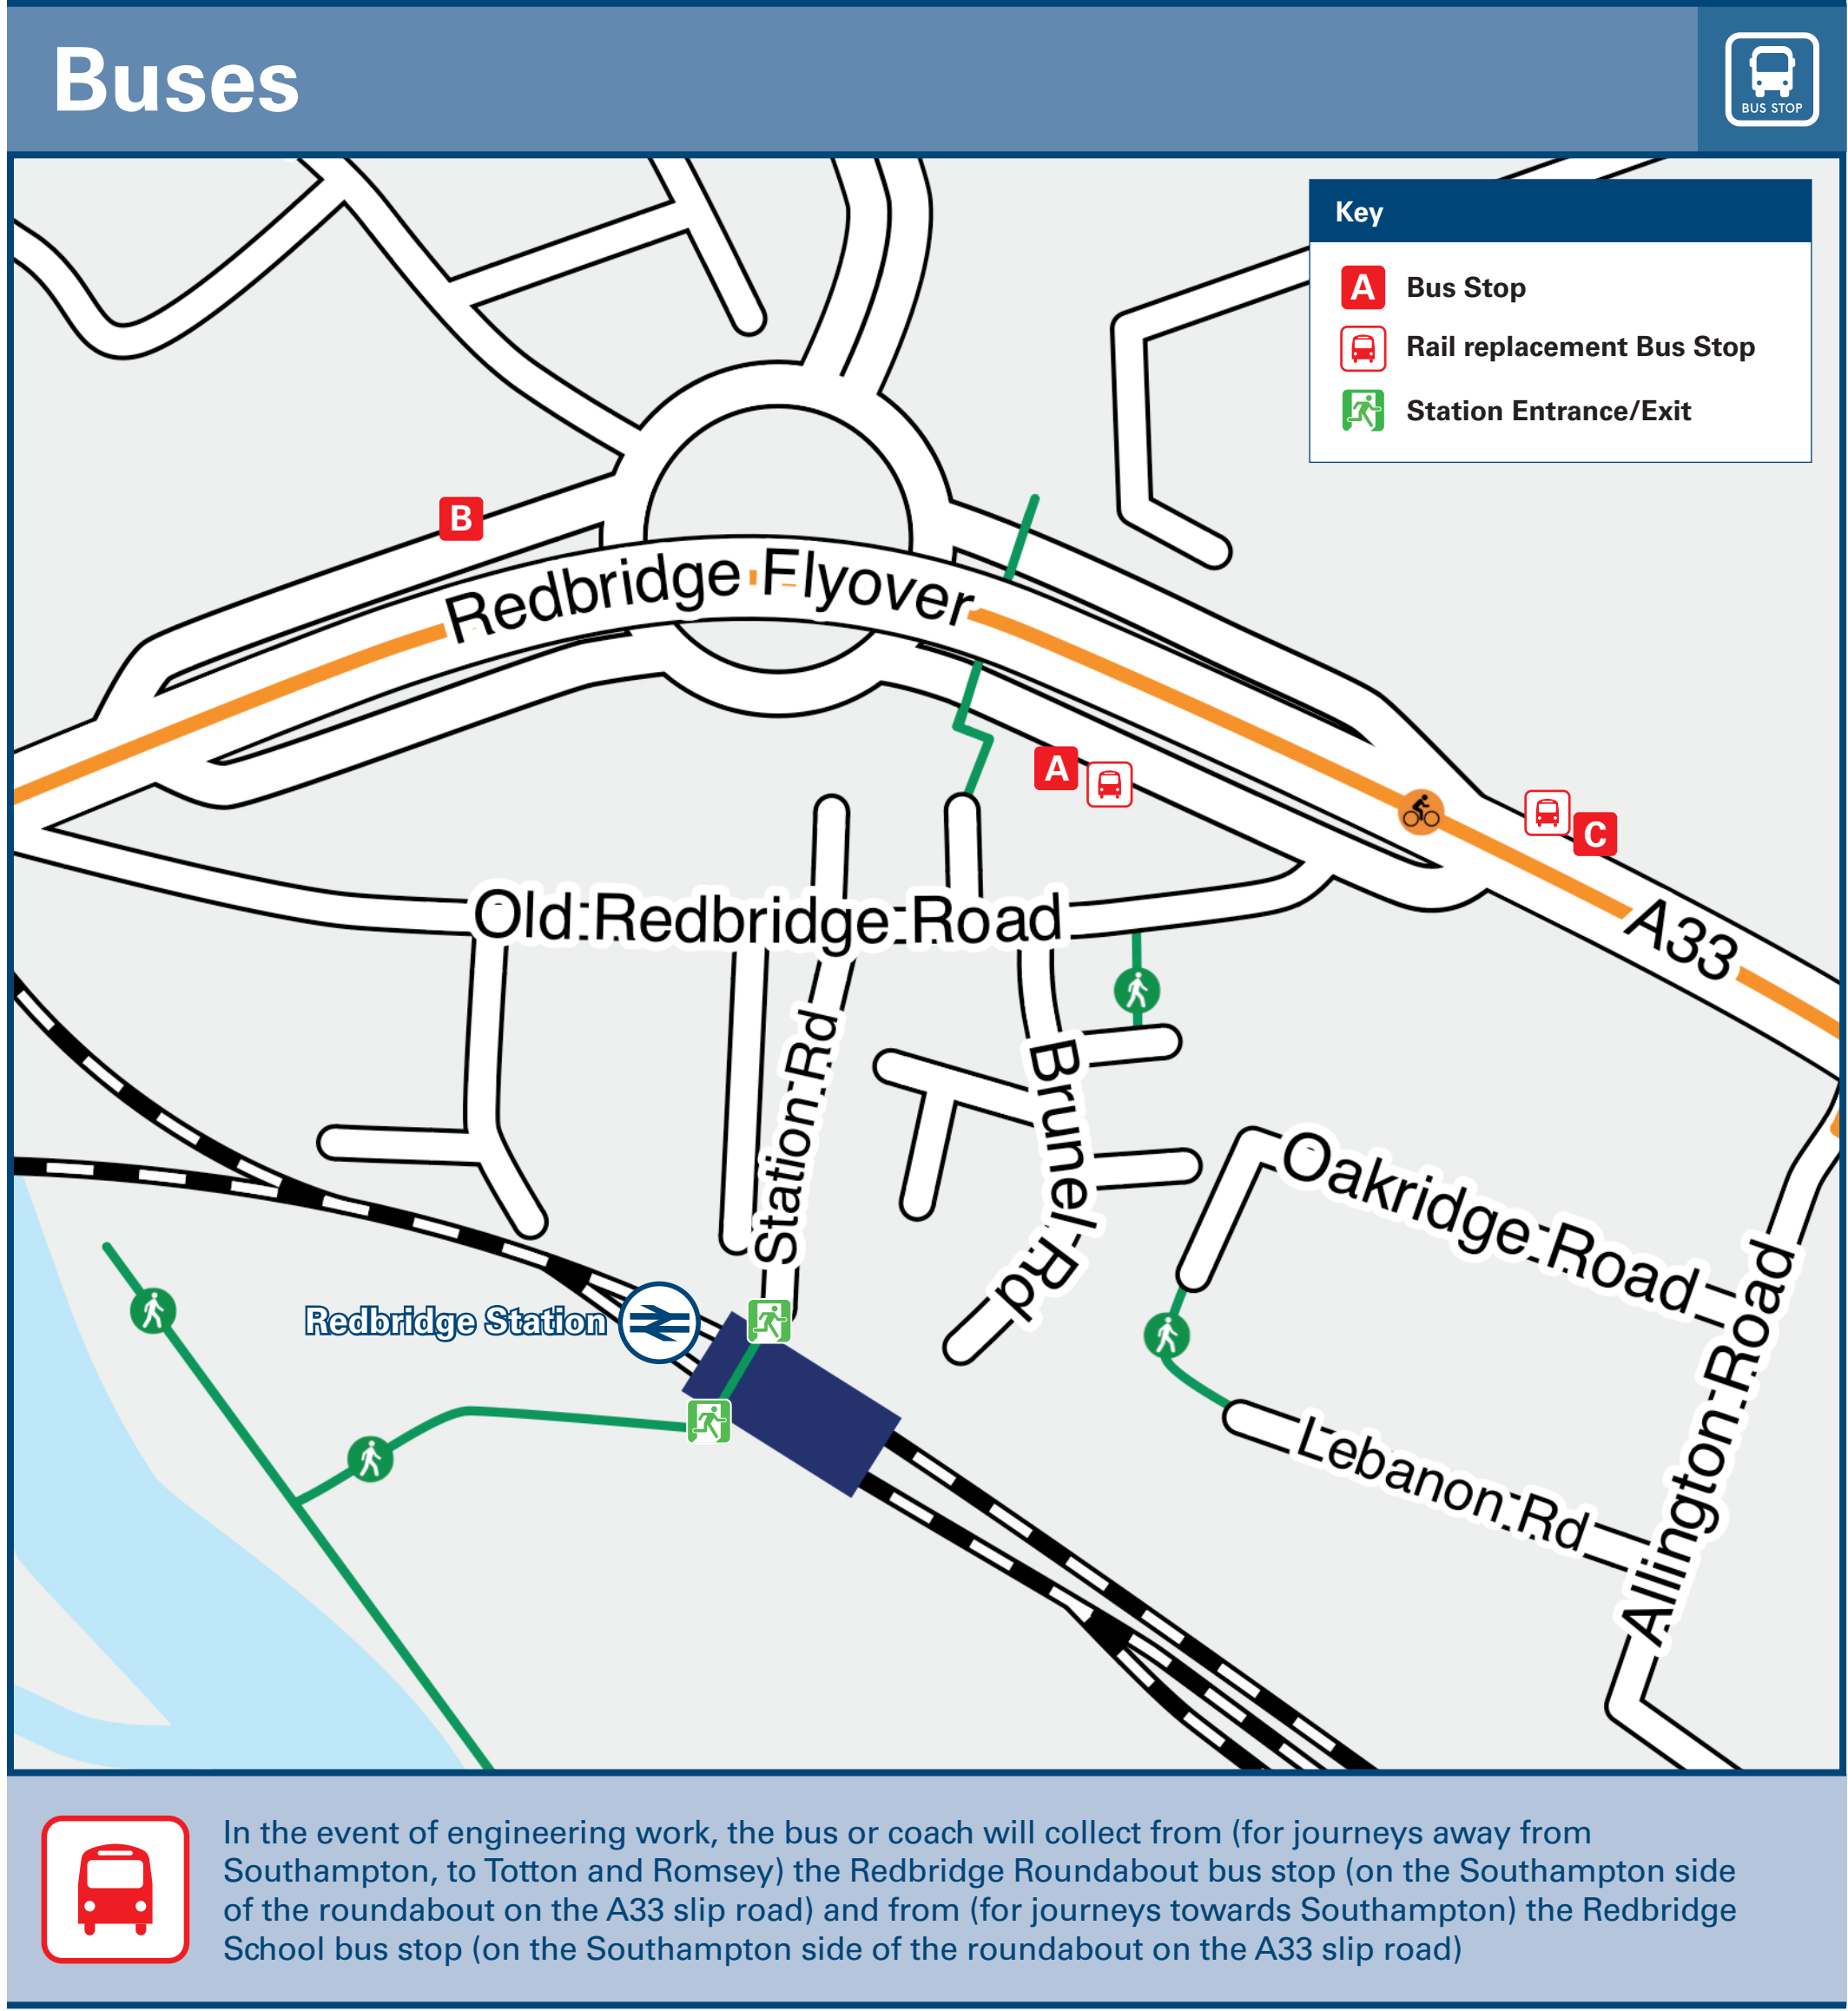 Buses
BUS STOP
Key
A Bus Stop
Rail replacement Bus Stop
Station Entrance/Exit
B
Redbridge Flyover
A
C
A33
Old Redbridge Road
Station Rd
Brunel Rd
Oakridge Road
Allington Road
Lebanon Rd
Redbridge Station
In the event of engineering work, the bus or coach will collect from (for journeys away from
Southampton, to Totton and Romsey) the Redbridge Roundabout bus stop (on the Southampton side
of the roundabout on the A33 slip road) and from (for journeys towards Southampton) the Redbridge
School bus stop (on the Southampton side of the roundabout on the A33 slip road)